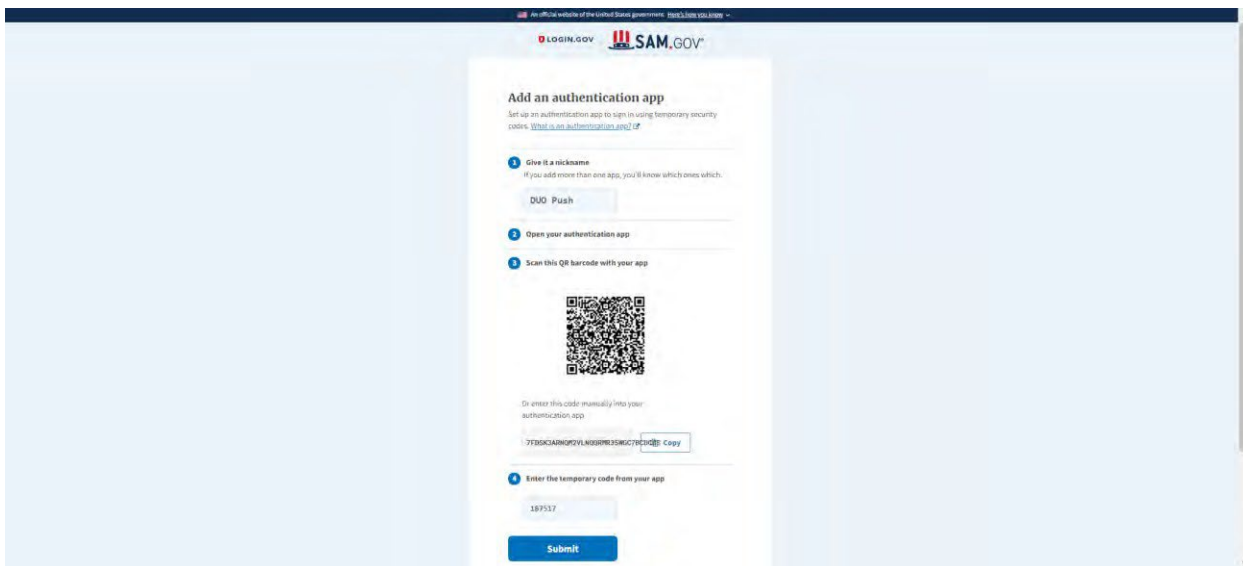 An official website of the United States government Here's how you know
LOGIN.GOV SAM.GOV
Add an authentication app
Set up an authentication app to sign in using temporary security
codes. What is an authentication app?
1 Give it a nickname
If you add more than one app, you'll know which ones which.
DUO Push
2 Open your authentication app
3 Scan this QR barcode with your app
Or enter this code manually into your
authentication app
Copy
4 Enter the temporary code from your app
187517
Submit